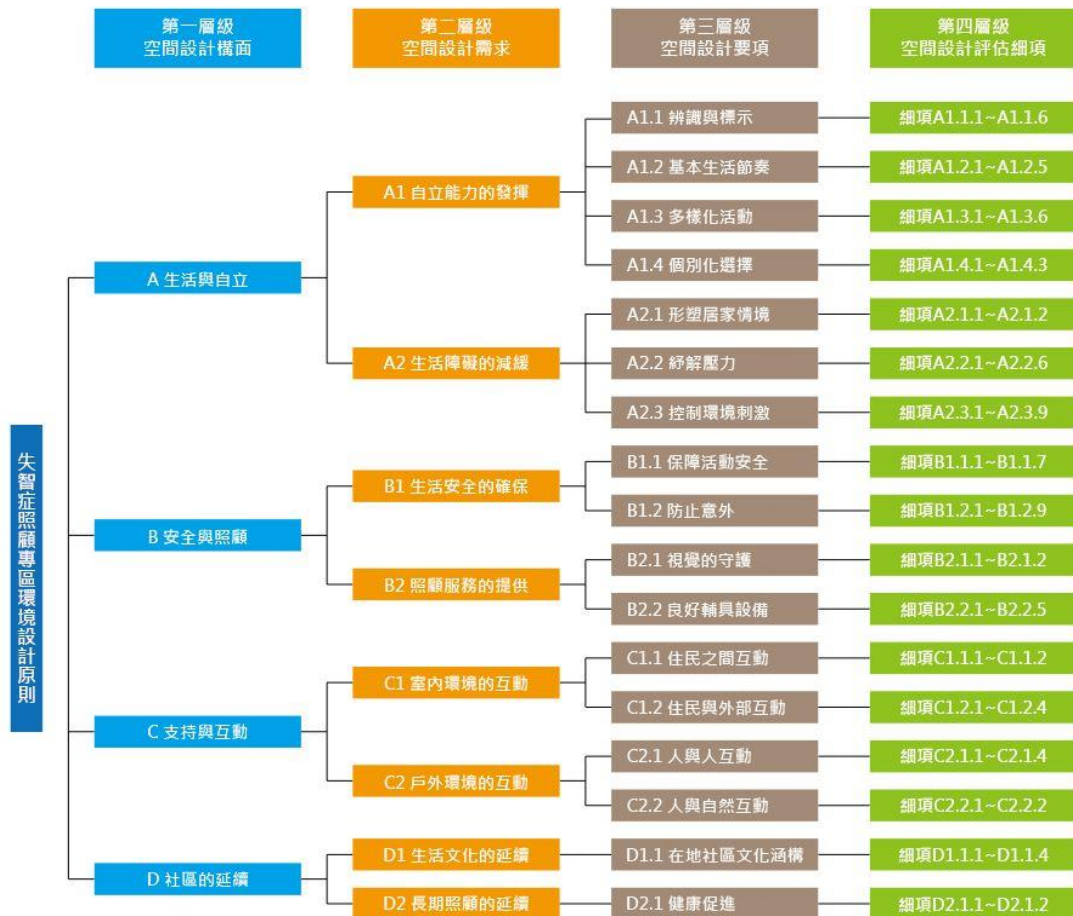 第一層級
空間設計構面
第二層級
空間設計需求
第三層級
空間設計要項
第四層級
空間設計評估細項
失智症照顧專區環境設計原則
A 生活與自立
A1 自立能力的發揮
A1.1 辨識與標示
細項A1.1.1~A1.1.6
A1.2 基本生活節奏
細項A1.2.1~A1.2.5
A1.3 多樣化活動
細項A1.3.1~A1.3.6
A1.4 個別化選擇
細項A1.4.1~A1.4.3
A2 生活障礙的減緩
A2.1 形塑居家情境
細項A2.1.1~A2.1.2
A2.2 紓解壓力
細項A2.2.1~A2.2.6
A2.3 控制環境刺激
細項A2.3.1~A2.3.9
B 安全與照顧
B1 生活安全的確保
B1.1 保障活動安全
細項B1.1.1~B1.1.7
B1.2 防止意外
細項B1.2.1~B1.2.9
B2 照顧服務的提供
B2.1 視覺的守護
細項B2.1.1~B2.1.2
B2.2 良好輔具設備
細項B2.2.1~B2.2.5
C 支持與互動
C1 室內環境的互動
C1.1 住民之間互動
細項C1.1.1~C1.1.2
C1.2 住民與外部互動
細項C1.2.1~C1.2.4
C2 戶外環境的互動
C2.1 人與人互動
細項C2.1.1~C2.1.4
C2.2 人與自然互動
細項C2.2.1~C2.2.2
D 社區的延續
D1 生活文化的延續
D1.1 在地社區文化涵構
細項D1.1.1~D1.1.4
D2 長期照顧的延續
D2.1 健康促進
細項D2.1.1~D2.1.2